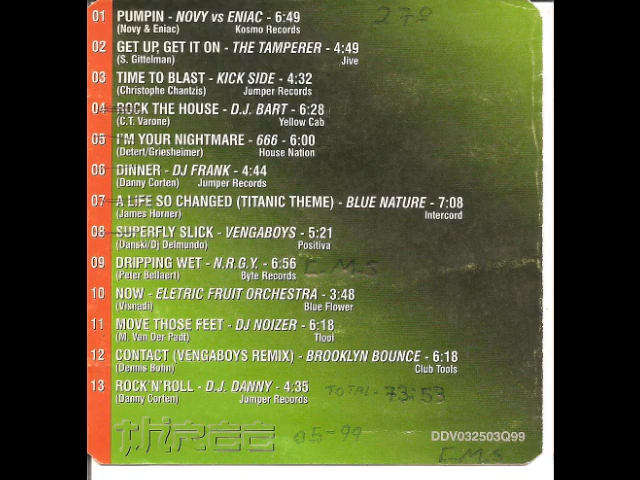 270
01 PUMPIN - NOVY vs ENIAC - 6:49
(Novy & Eniac) Kosmo Records
02 GET UP, GET IT ON - THE TAMPERER - 4:49
(S. Gittelman) Jive
03 TIME TO BLAST - KICK SIDE - 4:32
(Christophe Chantzis) Jumper Records
04 ROCK THE HOUSE - D.J. BART - 6:28
(C.T. Varone) Yellow Cab
05 I'M YOUR NIGHTMARE - 666 - 6:00
(Detert/Griesheimer) House Nation
06 DINNER - DJ FRANK - 4:44
(Danny Corten) Jumper Records
07 A LIFE SO CHANGED (TITANIC THEME) - BLUE NATURE - 7:08
(James Horner) Intercord
08 SUPERFLY SLICK - VENGABOYS - 5:21
(Danski/Dj Delmundo) Positiva
09 DRIPPING WET - N.R.G.Y. - 6:56
(Peter Bellaert) Byte Records
E.M.S
10 NOW - ELETRIC FRUIT ORCHESTRA - 3:48
(Visnadi) Blue Flower
11 MOVE THOSE FEET - DJ NOIZER - 6:18
(M. Van Der Padt) Tlooi
12 CONTACT (VENGABOYS REMIX) - BROOKLYN BOUNCE - 6:18
(Dennis Bohn) Club Tools
13 ROCK'N'ROLL - D.J. DANNY - 4:35
(Danny Corten) Jumper Records
TOTAL - 73:53
three
05-99
DDV032503Q99
E.M.S